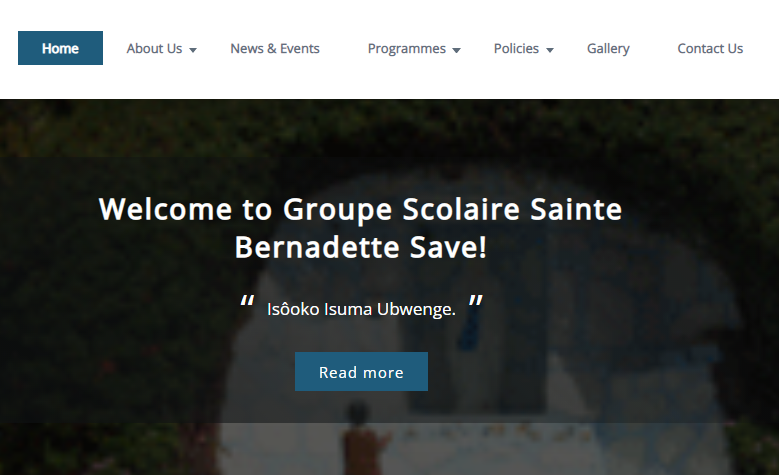 Home About Us News & Events Programmes Policies Gallery Contact Us
Welcome to Groupe Scolaire Sainte
Bernadette Save!
“ Isôoko Isuma Ubwenge. ”
Read more